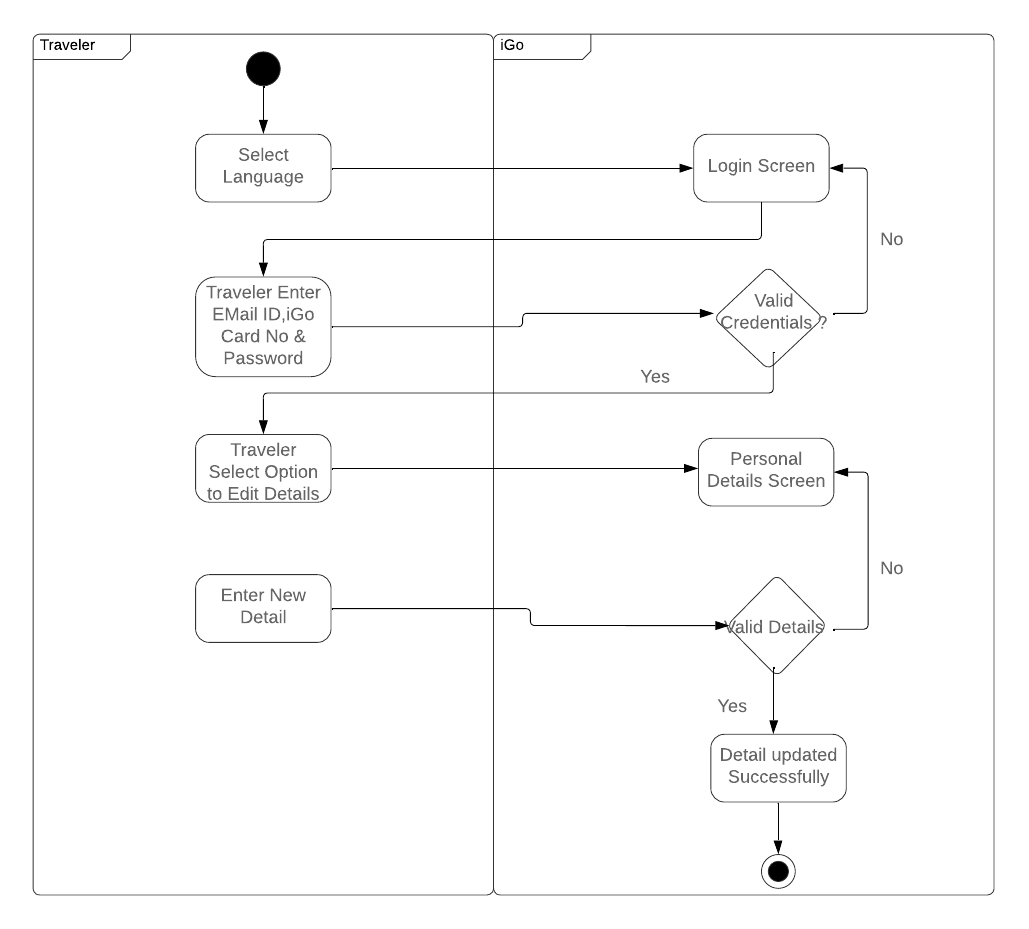 Traveler
iGo
Select
Language
Login Screen
No
Traveler Enter
EMail ID,iGo
Card No &
Password
Valid
Credentials ?
Yes
Traveler
Select Option
to Edit Details
Personal
Details Screen
No
Enter New
Detail
Valid Details
Yes
Detail updated
Successfully